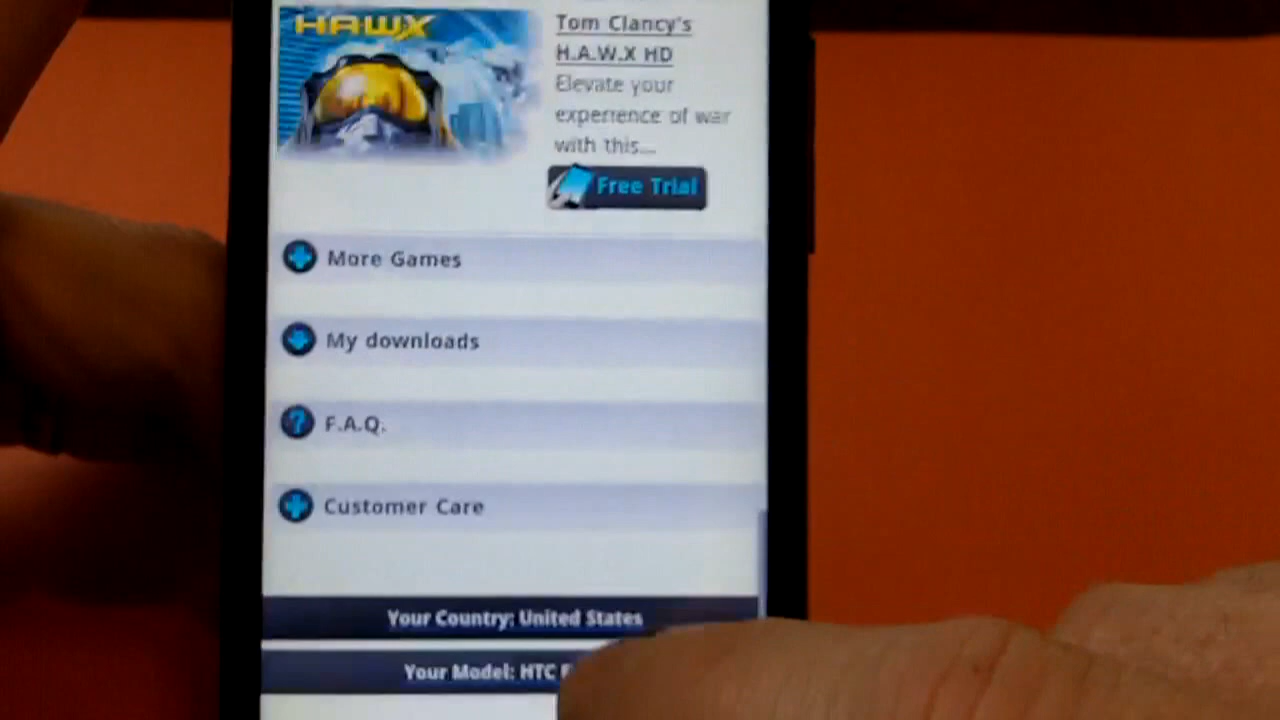 HAWX
Tom Clancy's
H.A.W.X HD
Elevate your
experience of war
with this...
Free Trial
More Games
My downloads
F.A.Q.
Customer Care
Your Country: United States
Your Model: HTC